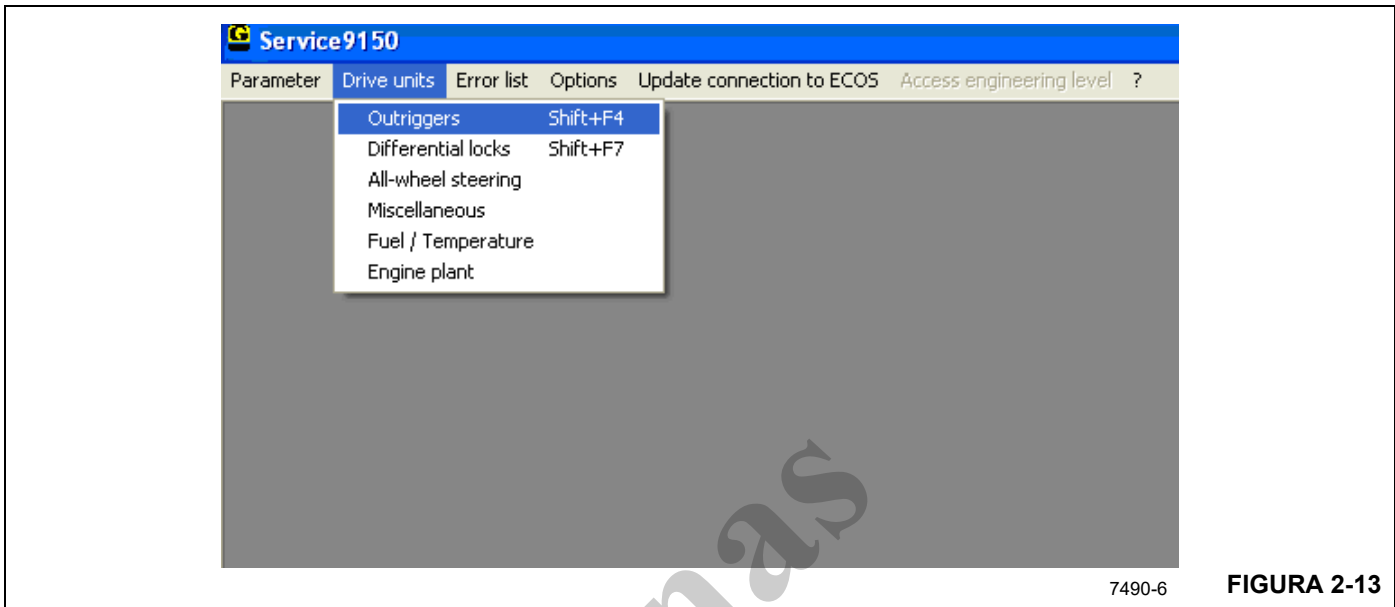 G Service9150
Parameter Drive units Error list Options Update connection to ECOS Access engineering level ?
Outriggers Shift+F4
Differential locks Shift+F7
All-wheel steering
Miscellaneous
Fuel / Temperature
Engine plant
7490-6 FIGURA 2-13